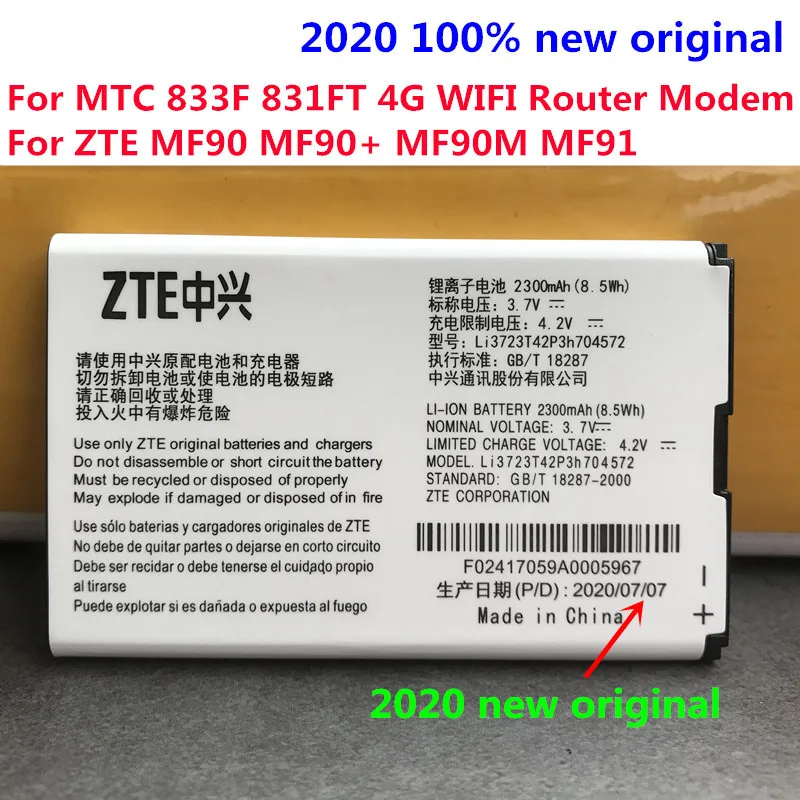 2020 100% new original
For MTC 833F 831FT 4G WIFI Router Modem
For ZTE MF90 MF90+ MF90M MF91
ZTE中兴
请使用中兴原配电池和充电器
切勿拆卸电池或使电池的电极短路
请正确回收或处理
投入火中有爆炸危险
Use only ZTE original batteries and chargers
Do not disassemble or short circuit the battery
Must be recycled or disposed of properly
May explode if damaged or disposed of in fire
Use sólo baterias y cargadores originales de ZTE
No debe de quitar partes o dejarse en corto circuito
Deber ser recidar o debe tenerse el cuidado propio
al tirarse
Puede explotar si es dañado o expuesto al fuego
锂离子电池 2300mAh(8.5Wh)
标称电压: 3.7V
充电限制电压: 4.2V
型号: Li3723T42P3h704572
执行标准: GB/T 18287
中兴通讯股份有限公司
LI-ION BATTERY 2300mAh(8.5Wh)
NOMINAL VOLTAGE: 3.7V
LIMITED CHARGE VOLTAGE: 4.2V
MODEL. Li3723T42P3h704572
STANDARD: GB/T 18287-2000
ZTE CORPORATION
F02417059A0005967
生产日期(P/D): 2020/07/07
Made in China
- 
+
2020 new original